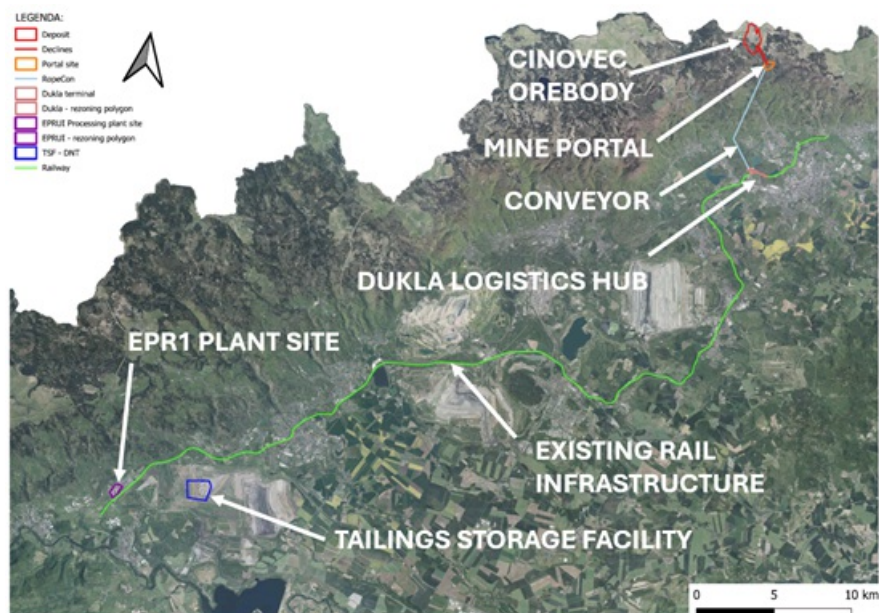 LEGENDA:
Deposit
Declines
Portal site
RopeCon
Dukla terminal
Dukla - rezoning polygon
EPRUI Processing plant site
EPRUI - rezoning polygon
TSF - DNT
Railway
CINOVEC
OREBODY
MINE PORTAL
CONVEYOR
DUKLA LOGISTICS HUB
EPR1 PLANT SITE
EXISTING RAIL
INFRASTRUCTURE
TAILINGS STORAGE FACILITY
0 5 10 km